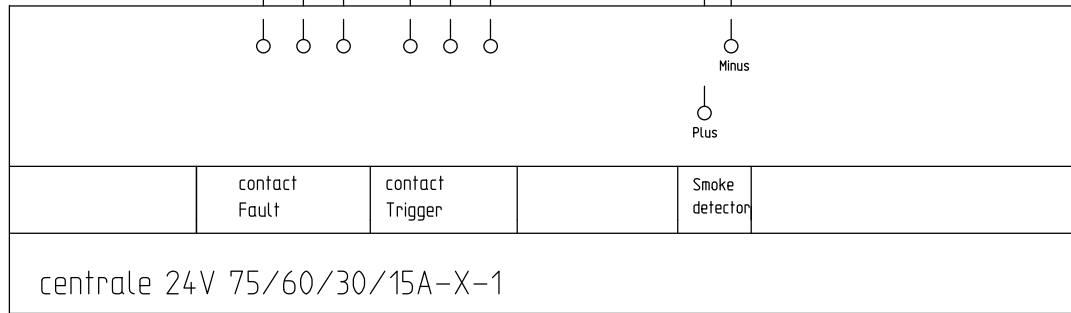 Minus
Plus
contact
Fault
contact
Trigger
Smoke
detector
centrale 24V 75/60/30/15A-X-1